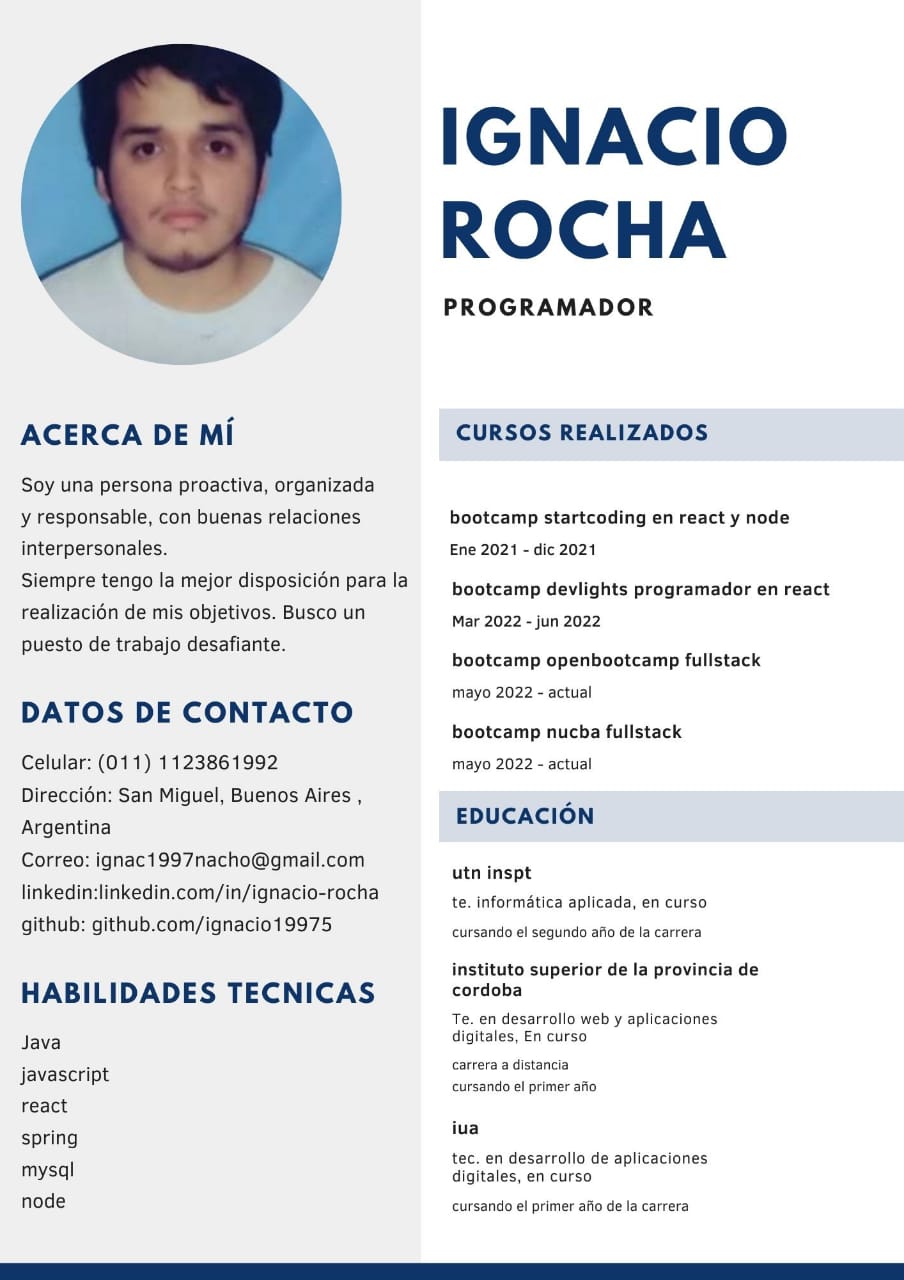 IGNACIO
ROCHA
PROGRAMADOR
ACERCA DE MÍ
Soy una persona proactiva, organizada
y responsable, con buenas relaciones
interpersonales.
Siempre tengo la mejor disposición para la
realización de mis objetivos. Busco un
puesto de trabajo desafiante.
DATOS DE CONTACTO
Celular: (011) 1123861992
Dirección: San Miguel, Buenos Aires ,
Argentina
Correo: ignac1997nacho@gmail.com
linkedin:linkedin.com/in/ignacio-rocha
github: github.com/ignacio19975
HABILIDADES TECNICAS
Java
javascript
react
spring
mysql
node
CURSOS REALIZADOS
bootcamp startcoding en react y node
Ene 2021 - dic 2021
bootcamp devlights programador en react
Mar 2022 - jun 2022
bootcamp openbootcamp fullstack
mayo 2022 - actual
bootcamp nucba fullstack
mayo 2022 - actual
EDUCACIÓN
utn inspt
te. informática aplicada, en curso
cursando el segundo año de la carrera
instituto superior de la provincia de
cordoba
Te. en desarrollo web y aplicaciones
digitales, En curso
carrera a distancia
cursando el primer año
iua
tec. en desarrollo de aplicaciones
digitales, en curso
cursando el primer año de la carrera